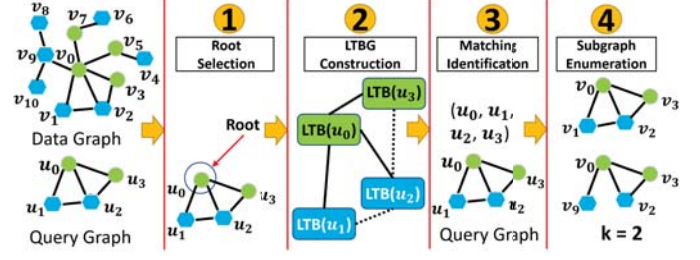 v8
v7
v6
v9
v0
v5
v4
v3
v10
v1
v2
Data Graph
u0
u3
u1
u2
Query Graph
1
Root
Selection
Root
u0
u3
u1
u2
2
LTBG
Construction
LTB(u3)
LTB(u0)
LTB(u2)
LTB(u1)
3
Matching
Identification
(u0, u1,
u2, u3)
u0
u3
u1
u2
Query Graph
4
Subgraph
Enumeration
v0
v3
v1
v2
v0
v3
v9
v2
k = 2